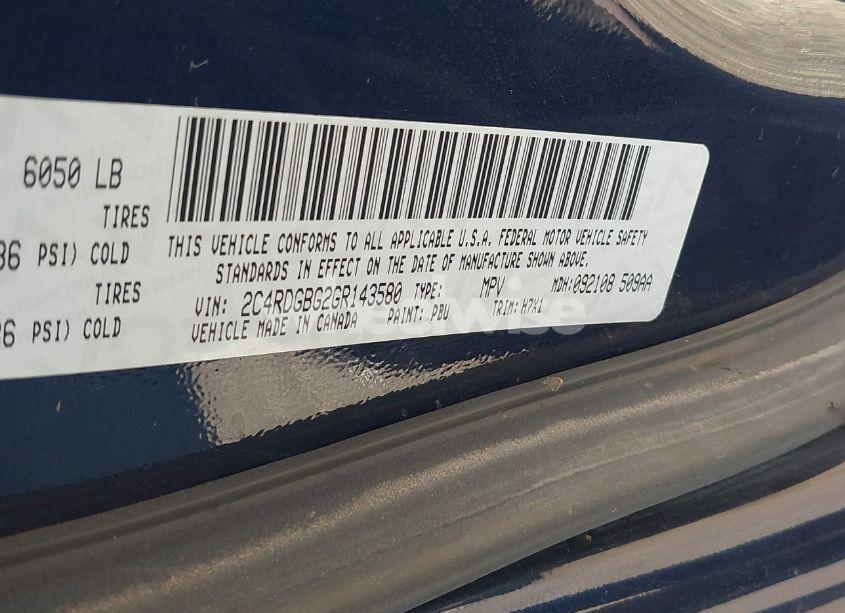 6050 LB
TIRES
36 PSI) COLD
TIRES
36 PSI) COLD
THIS VEHICLE CONFORMS TO ALL APPLICABLE U.S.A. FEDERAL MOTOR VEHICLE SAFETY
STANDARDS IN EFFECT ON THE DATE OF MANUFACTURE SHOWN ABOVE.
VIN: 2C4RDGBG2GR143580 TYPE: MPV MDH:092108 509AA
VEHICLE MADE IN CANADA PAINT: PBU TRIM: H7X1